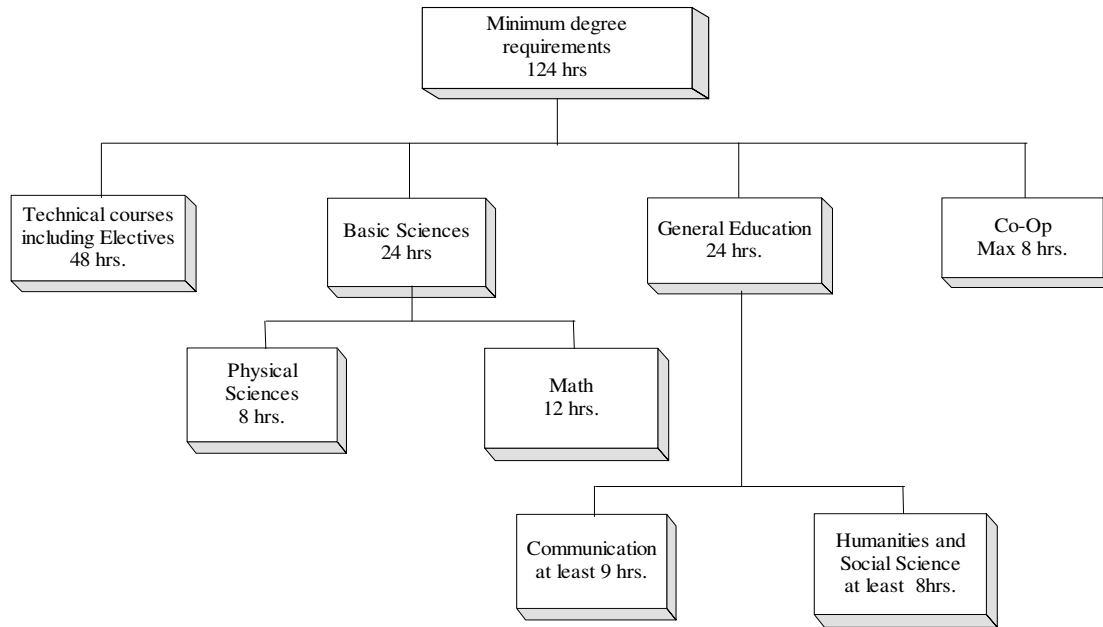 Minimum degree
requirements
124 hrs
Technical courses
including Electives
48 hrs.
Basic Sciences
24 hrs
General Education
24 hrs.
Co-Op
Max 8 hrs.
Physical
Sciences
8 hrs.
Math
12 hrs.
Communication
at least 9 hrs.
Humanities and
Social Science
at least  8hrs.